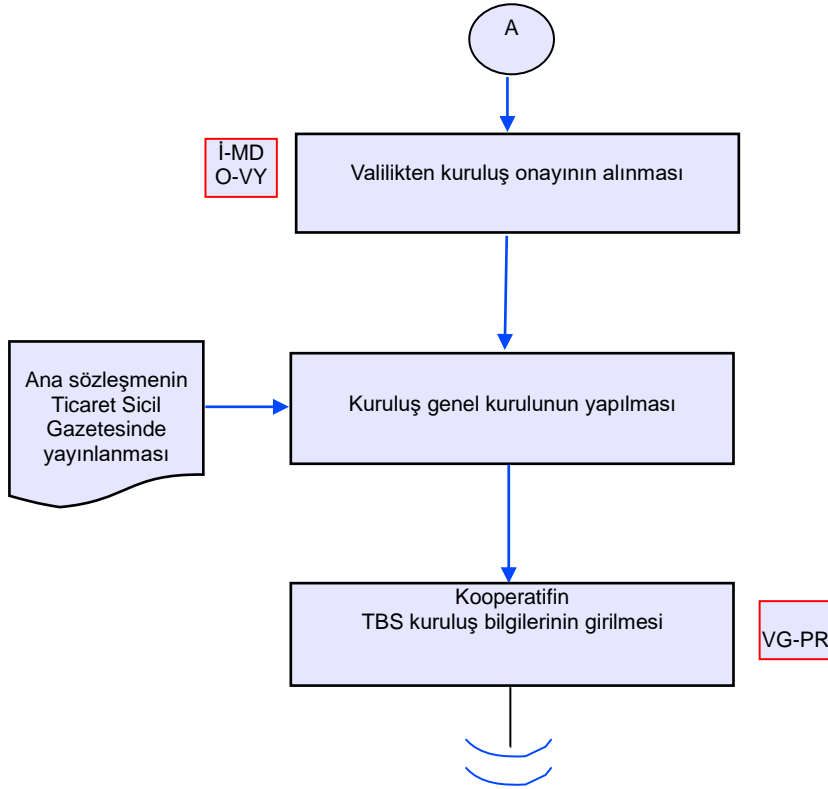 A
İ-MD
O-VY
Valilikten kuruluş onayının alınması
Ana sözleşmenin
Ticaret Sicil
Gazetesinde
yayınlanması
Kuruluş genel kurulunun yapılması
Kooperatifin
TBS kuruluş bilgilerinin girilmesi
VG-PR